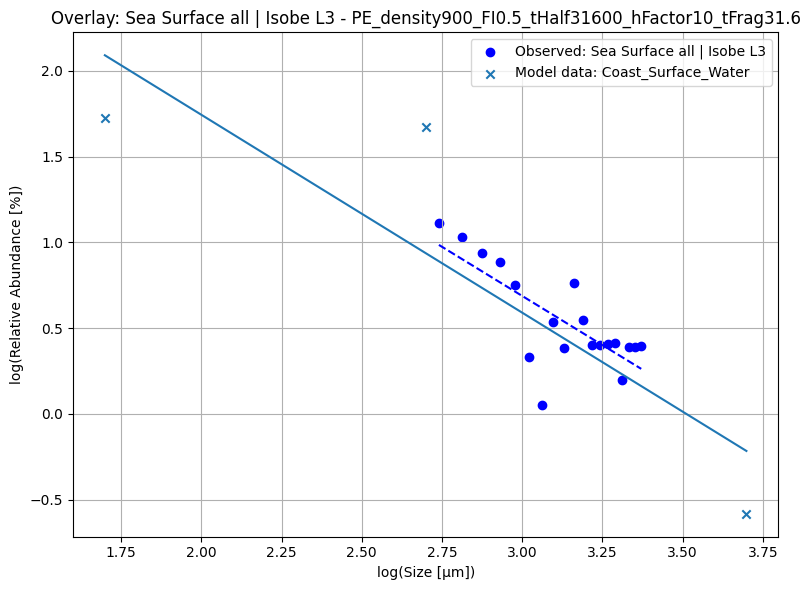 Overlay: Sea Surface all | Isobe L3 - PE_density900_FI0.5_tHalf31600_hFactor10_tFrag31.6
Observed: Sea Surface all | Isobe L3
Model data: Coast_Surface_Water
log(Relative Abundance [%])
2.0
1.5
1.0
0.5
0.0
−0.5
1.75 2.00 2.25 2.50 2.75 3.00 3.25 3.50 3.75
log(Size [µm])